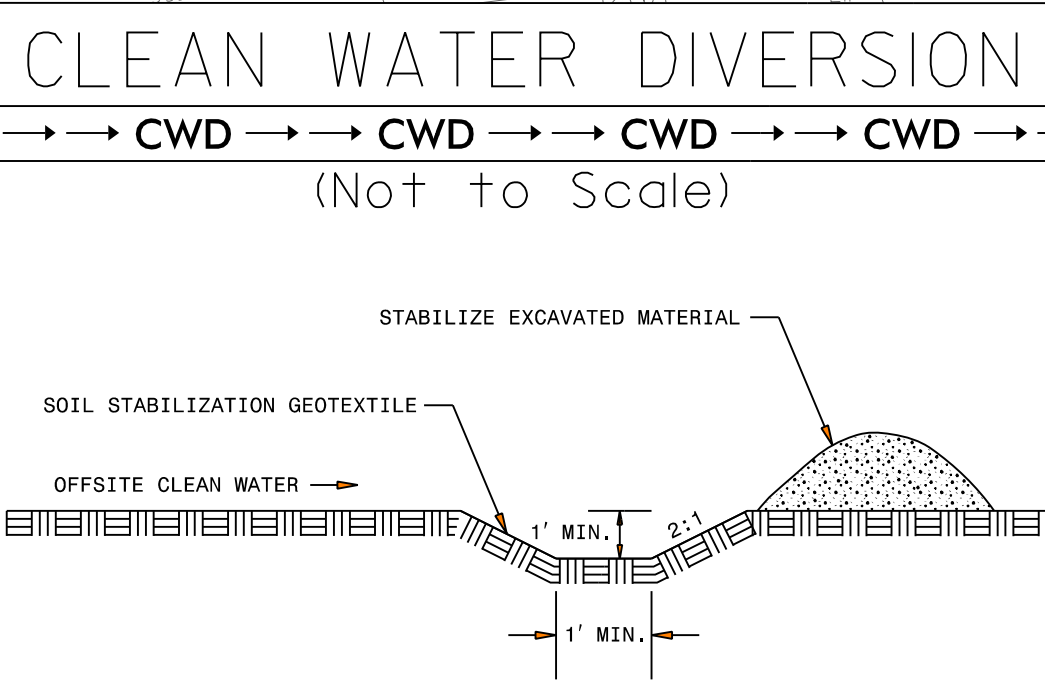 CLEAN WATER DIVERSION
CWD CWD CWD CWD
(Not to Scale)
STABILIZE EXCAVATED MATERIAL
SOIL STABILIZATION GEOTEXTILE
OFFSITE CLEAN WATER
1' MIN.
2:1
1' MIN.